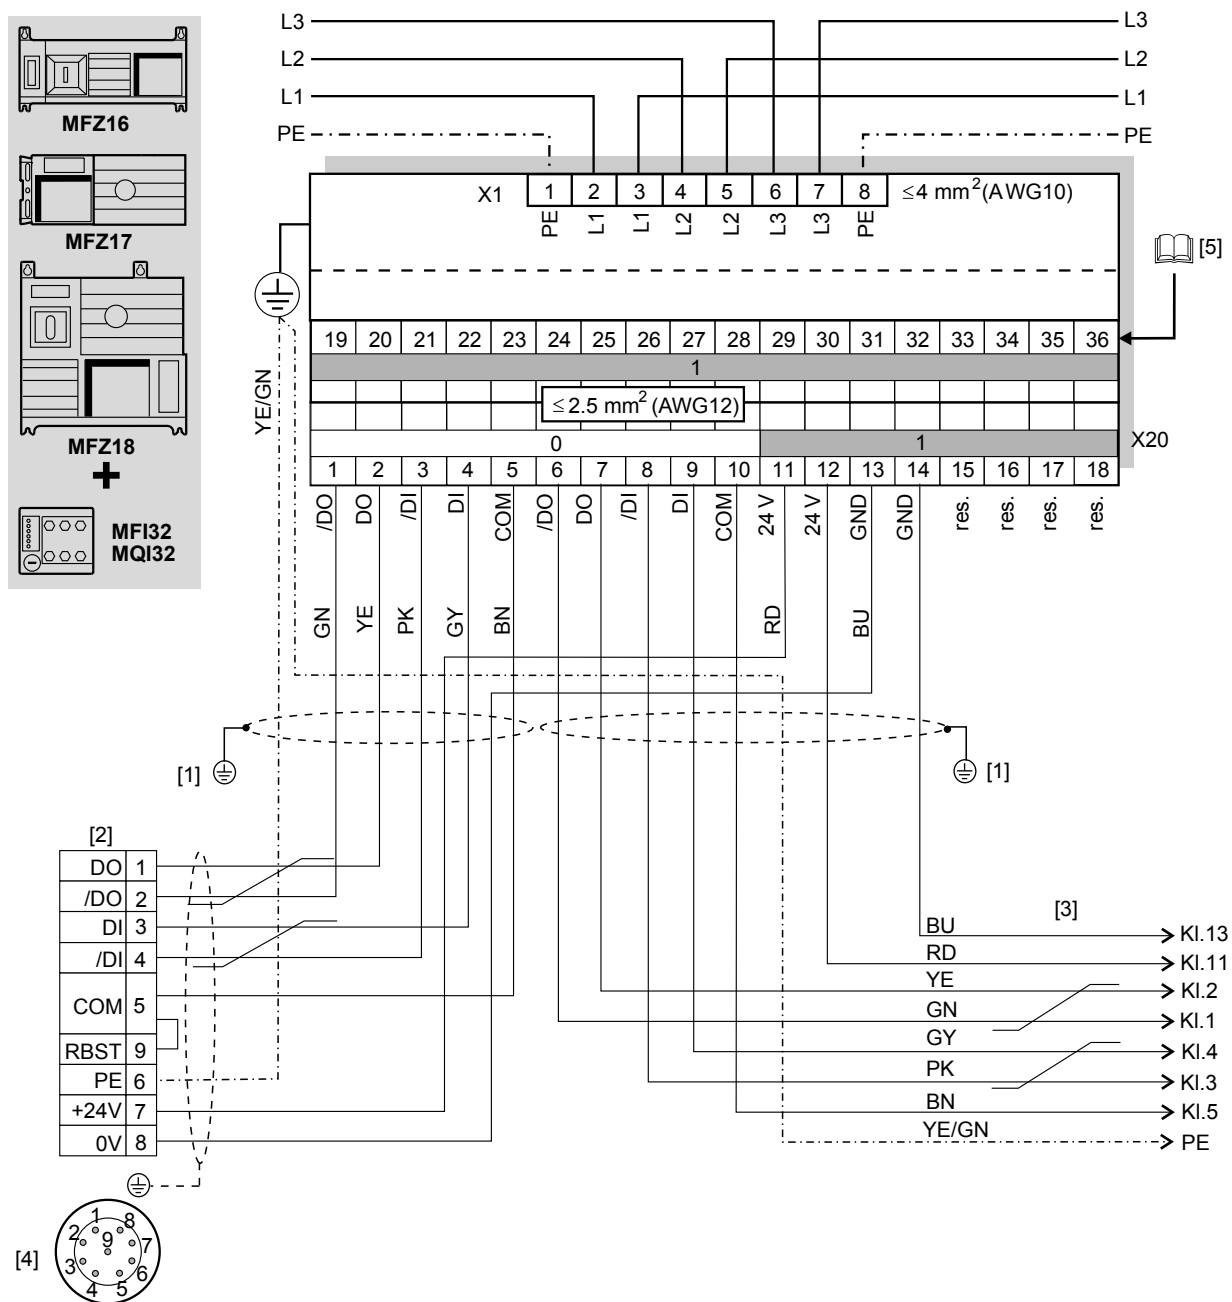 L3 L3
L2 L2
L1 L1
PE PE
MFZ16
X1 1 2 3 4 5 6 7 8 ≤4 mm²(AWG10)
PE L1 L1 L2 L2 L3 L3 PE
MFZ17
[5]
19 20 21 22 23 24 25 26 27 28 29 30 31 32 33 34 35 36
1
YE/GN
≤2.5 mm² (AWG12)
MFZ18
0 1 X20
1 2 3 4 5 6 7 8 9 10 11 12 13 14 15 16 17 18
/DO DO /DI DI COM /DO DO /DI DI COM 24 V 24 V GND GND res. res. res. res.
MFI32
MQI32
GN YE PK GY BN RD BU
[1] [1]
[2]
DO 1
/DO 2
DI 3
/DI 4
COM 5
RBST 9
PE 6
+24V 7
0V 8
[3]
BU Kl.13
RD Kl.11
YE Kl.2
GN Kl.1
GY Kl.4
PK Kl.3
BN Kl.5
YE/GN PE
[4]
1 8
2 9 7
3 6
4 5